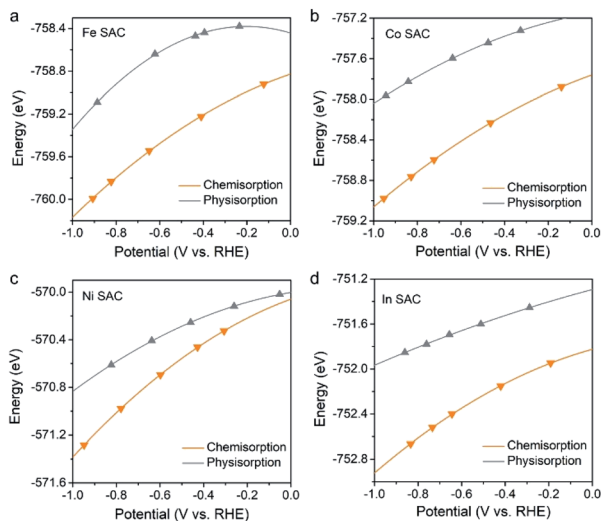 a
Fe SAC
Energy (eV)
-758.4
-758.8
-759.2
-759.6
-760.0
Chemisorption
Physisorption
-1.0 -0.8 -0.6 -0.4 -0.2 0.0
Potential (V vs. RHE)
b
Co SAC
Energy (eV)
-757.2
-757.6
-758.0
-758.4
-758.8
-759.2
Chemisorption
Physisorption
-1.0 -0.8 -0.6 -0.4 -0.2 0.0
Potential (V vs. RHE)
c
Ni SAC
Energy (eV)
-570.0
-570.4
-570.8
-571.2
-571.6
Chemisorption
Physisorption
-1.0 -0.8 -0.6 -0.4 -0.2 0.0
Potential (V vs. RHE)
d
In SAC
Energy (eV)
-751.2
-751.6
-752.0
-752.4
-752.8
Chemisorption
Physisorption
-1.0 -0.8 -0.6 -0.4 -0.2 0.0
Potential (V vs. RHE)